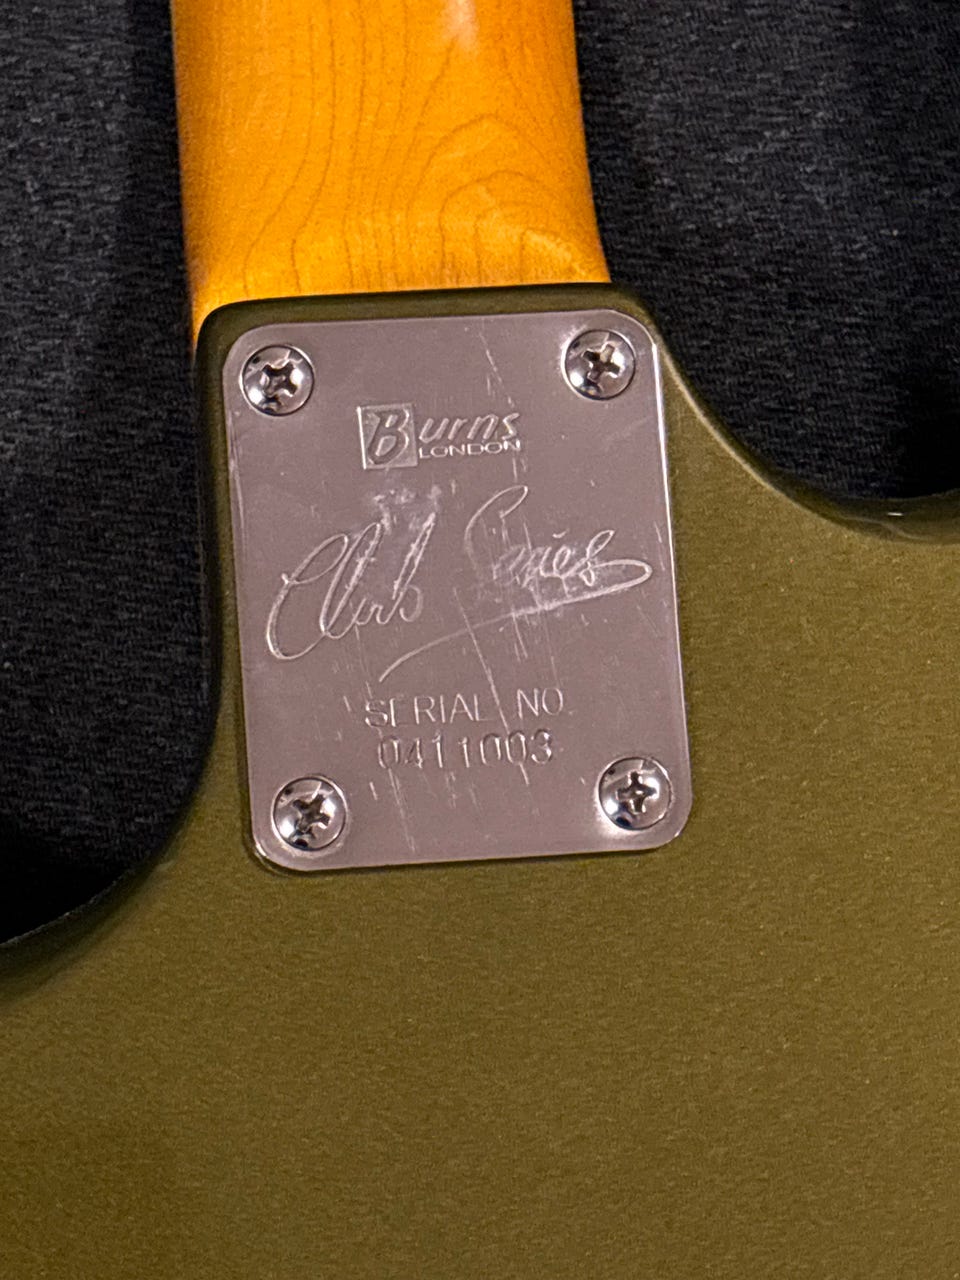 Burns
LONDON
Club Series
SERIAL NO.
0411003